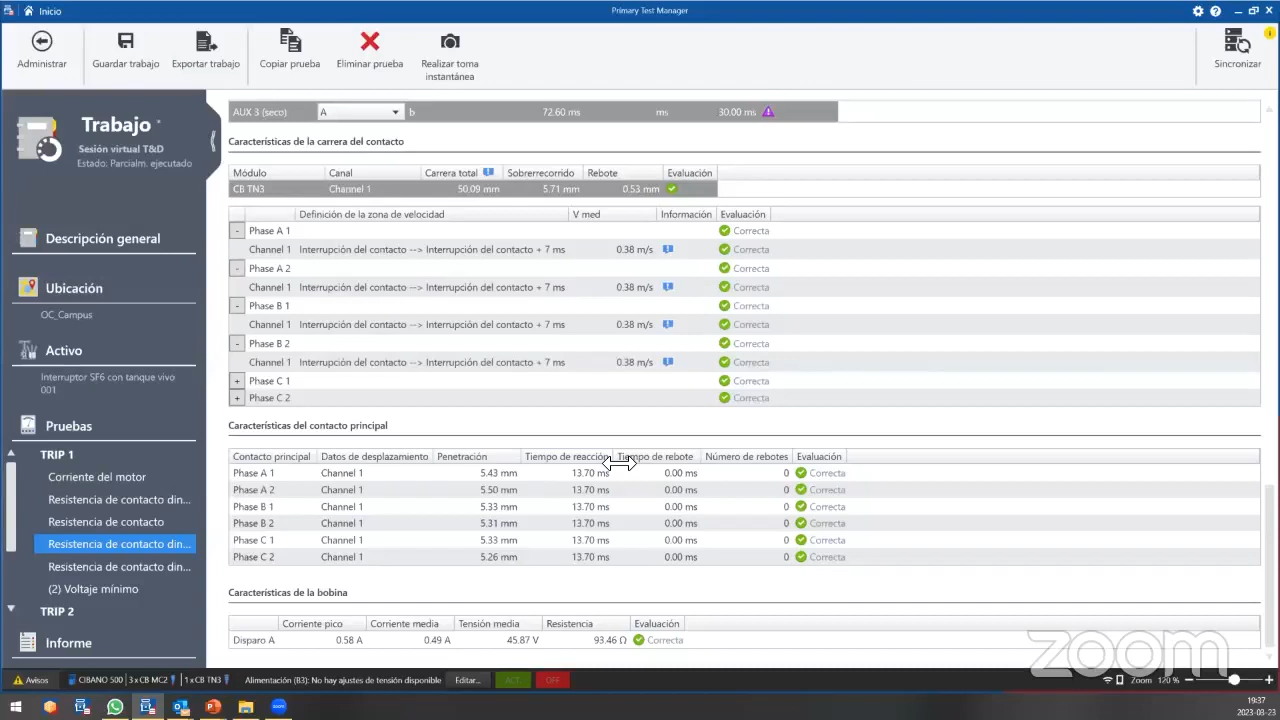 Inicio
Primary Test Manager
Administrar
Guardar trabajo
Exportar trabajo
Copiar prueba
Eliminar prueba
Realizar toma instantánea
Sincronizar
Trabajo *
Sesión virtual T&D
Estado: Parcialm. ejecutado
Descripción general
Ubicación
OC_Campus
Activo
Interruptor SF6 con tanque vivo
001
Pruebas
TRIP 1
Corriente del motor
Resistencia de contacto din...
Resistencia de contacto
Resistencia de contacto din...
Resistencia de contacto din...
(2) Voltaje mínimo
TRIP 2
Informe
AUX 3 (seco) A b 72.60 ms ms 30.00 ms
Características de la carrera del contacto
Módulo Canal Carrera total Sobrerrecorrido Rebote Evaluación
CB TN3 Channel 1 50.09 mm 5.71 mm 0.53 mm
Definición de la zona de velocidad V med Información Evaluación
- Phase A 1 Correcta
Channel 1 Interrupción del contacto --> Interrupción del contacto + 7 ms 0.38 m/s Correcta
- Phase A 2 Correcta
Channel 1 Interrupción del contacto --> Interrupción del contacto + 7 ms 0.38 m/s Correcta
- Phase B 1 Correcta
Channel 1 Interrupción del contacto --> Interrupción del contacto + 7 ms 0.38 m/s Correcta
- Phase B 2 Correcta
Channel 1 Interrupción del contacto --> Interrupción del contacto + 7 ms 0.38 m/s Correcta
+ Phase C 1 Correcta
+ Phase C 2 Correcta
Características del contacto principal
Contacto principal Datos de desplazamiento Penetración Tiempo de reacción Tiempo de rebote Número de rebotes Evaluación
Phase A 1 Channel 1 5.43 mm 13.70 ms 0.00 ms 0 Correcta
Phase A 2 Channel 1 5.50 mm 13.70 ms 0.00 ms 0 Correcta
Phase B 1 Channel 1 5.33 mm 13.70 ms 0.00 ms 0 Correcta
Phase B 2 Channel 1 5.31 mm 13.70 ms 0.00 ms 0 Correcta
Phase C 1 Channel 1 5.33 mm 13.70 ms 0.00 ms 0 Correcta
Phase C 2 Channel 1 5.26 mm 13.70 ms 0.00 ms 0 Correcta
Características de la bobina
Corriente pico Corriente media Tensión media Resistencia Evaluación
Disparo A 0.58 A 0.49 A 45.87 V 93.46 Ω Correcta
zoom
Avisos CIBANO 500 3 x CB MC2 1 x CB TN3 Alimentación (B3): No hay ajustes de tensión disponible Editar... ACT. OFF Zoom 120 %
19:37
2023-08-23